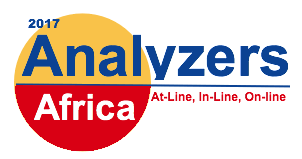 2017
Analyzers
Africa
At-Line, In-Line, On-line